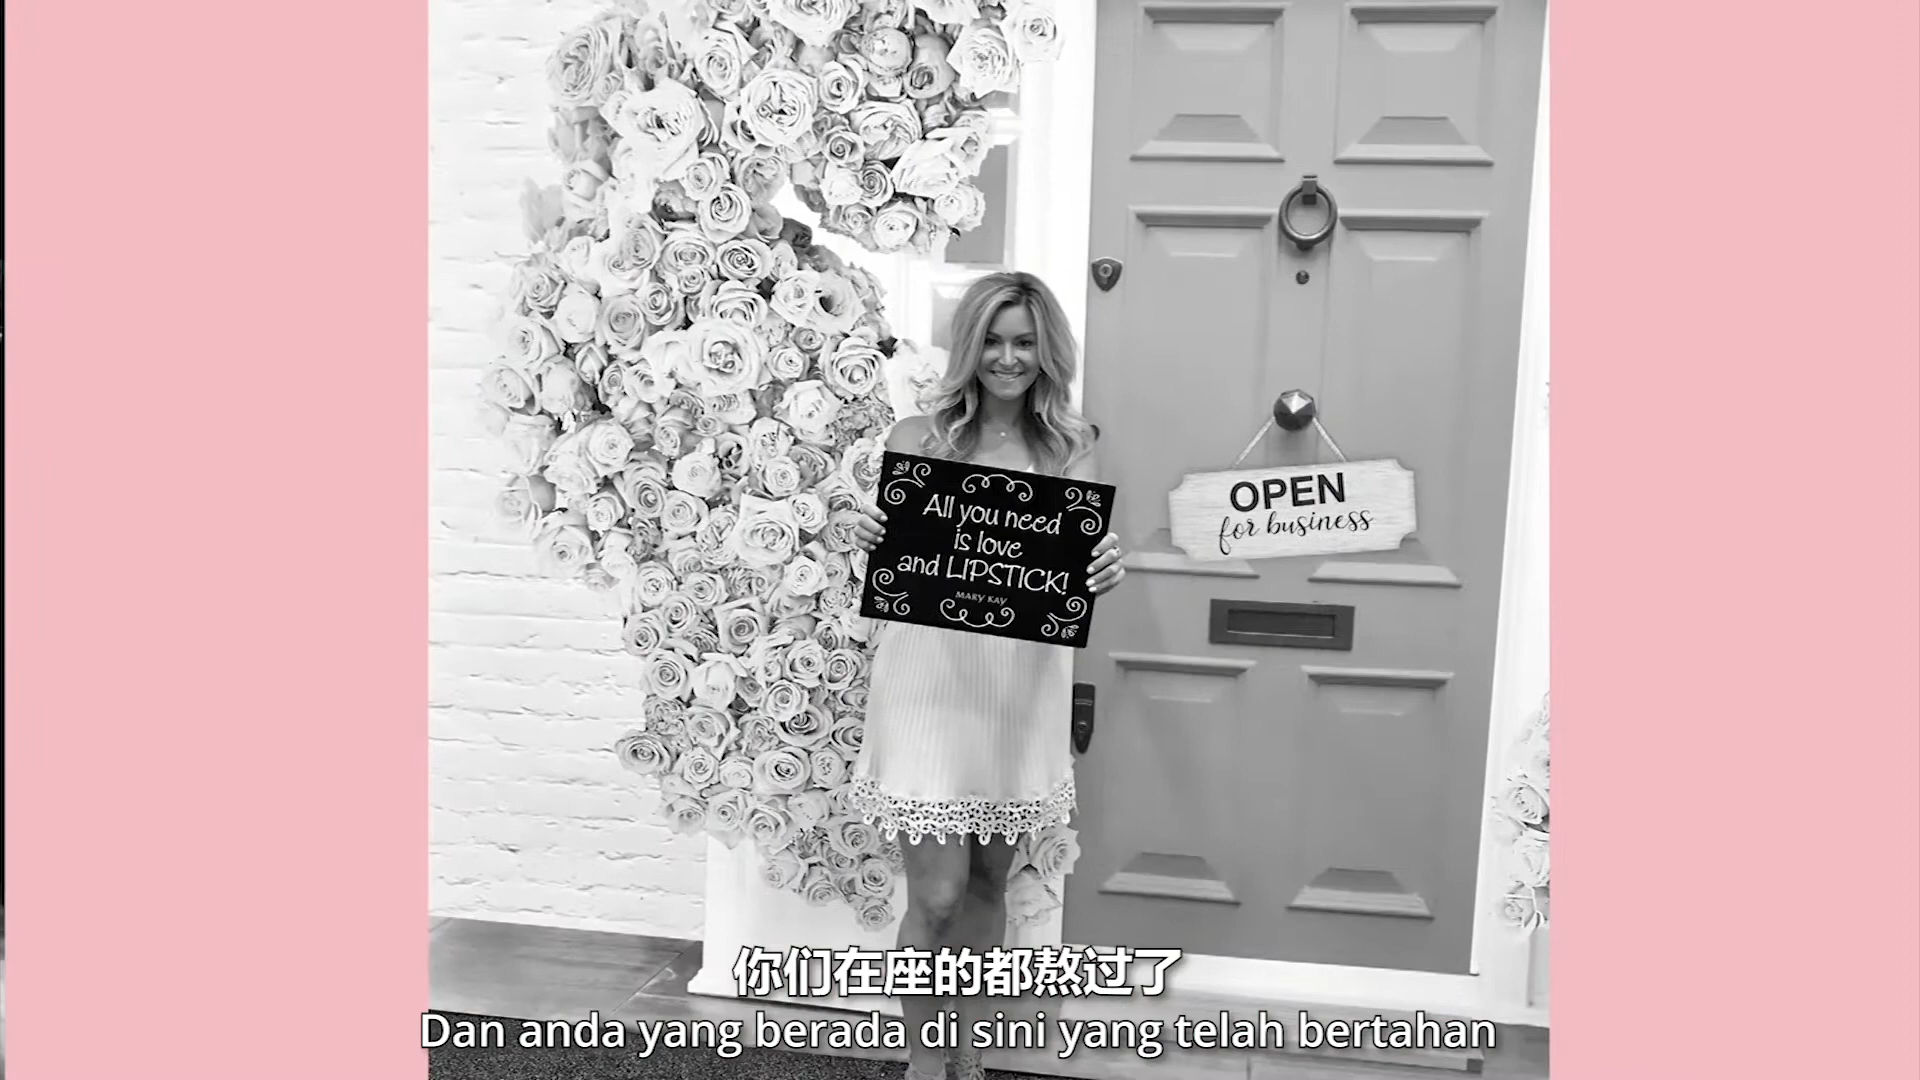 All you need
is love
and LIPSTICK!
MARY KAY
OPEN
for business
你们在座的都熬过了
Dan anda yang berada di sini yang telah bertahan